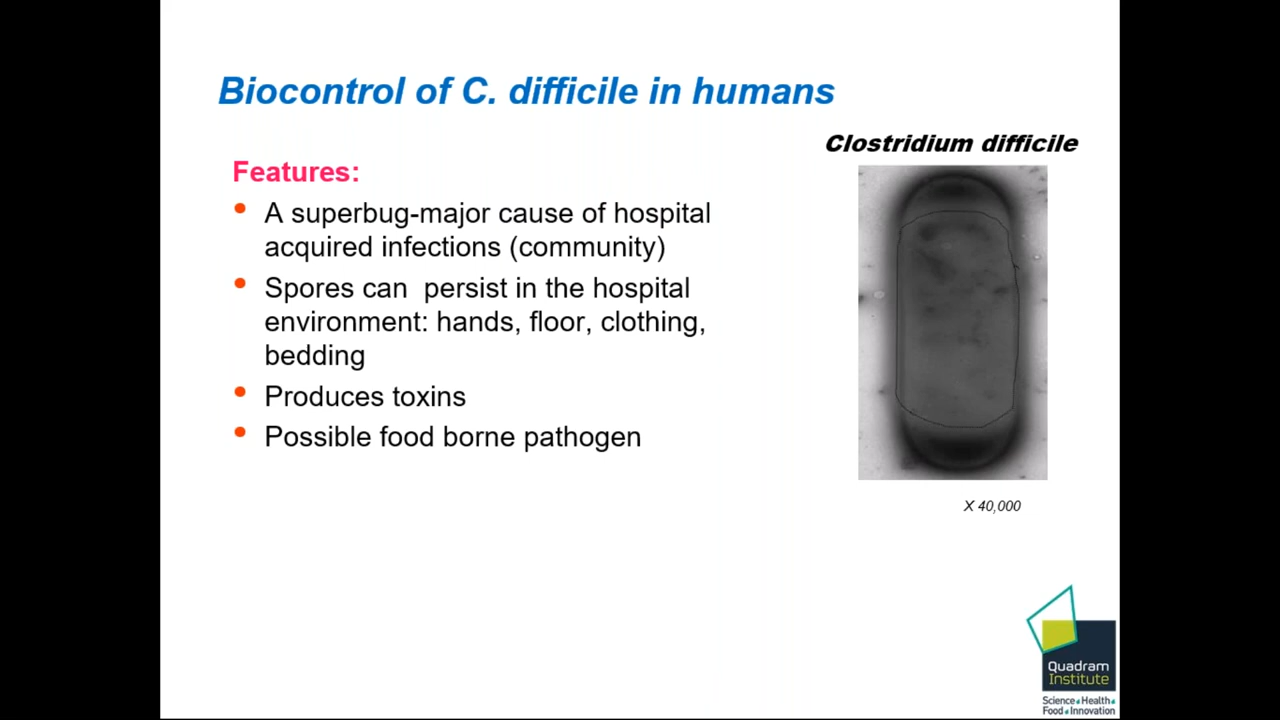 Biocontrol of C. difficile in humans
Clostridium difficile
Features:
• A superbug-major cause of hospital
acquired infections (community)
• Spores can  persist in the hospital
environment: hands, floor, clothing,
bedding
• Produces toxins
• Possible food borne pathogen
X 40,000
Quadram
Institute
Science • Health •
Food • Innovation